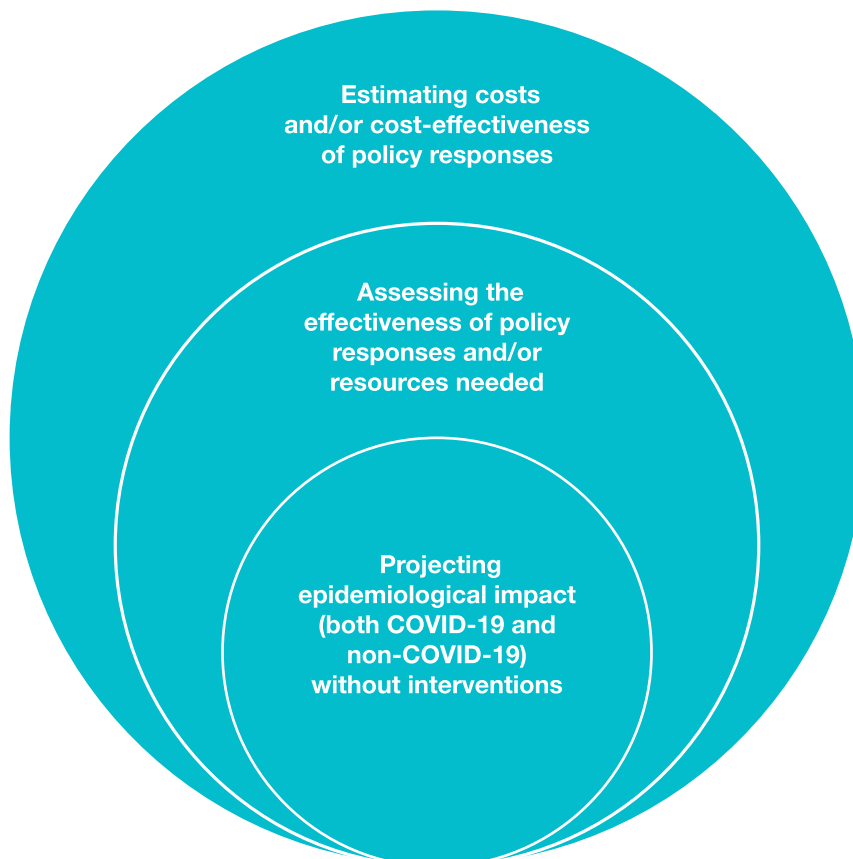 Estimating costs
and/or cost-effectiveness
of policy responses
Assessing the
effectiveness of policy
responses and/or
resources needed
Projecting
epidemiological impact
(both COVID-19 and
non-COVID-19)
without interventions